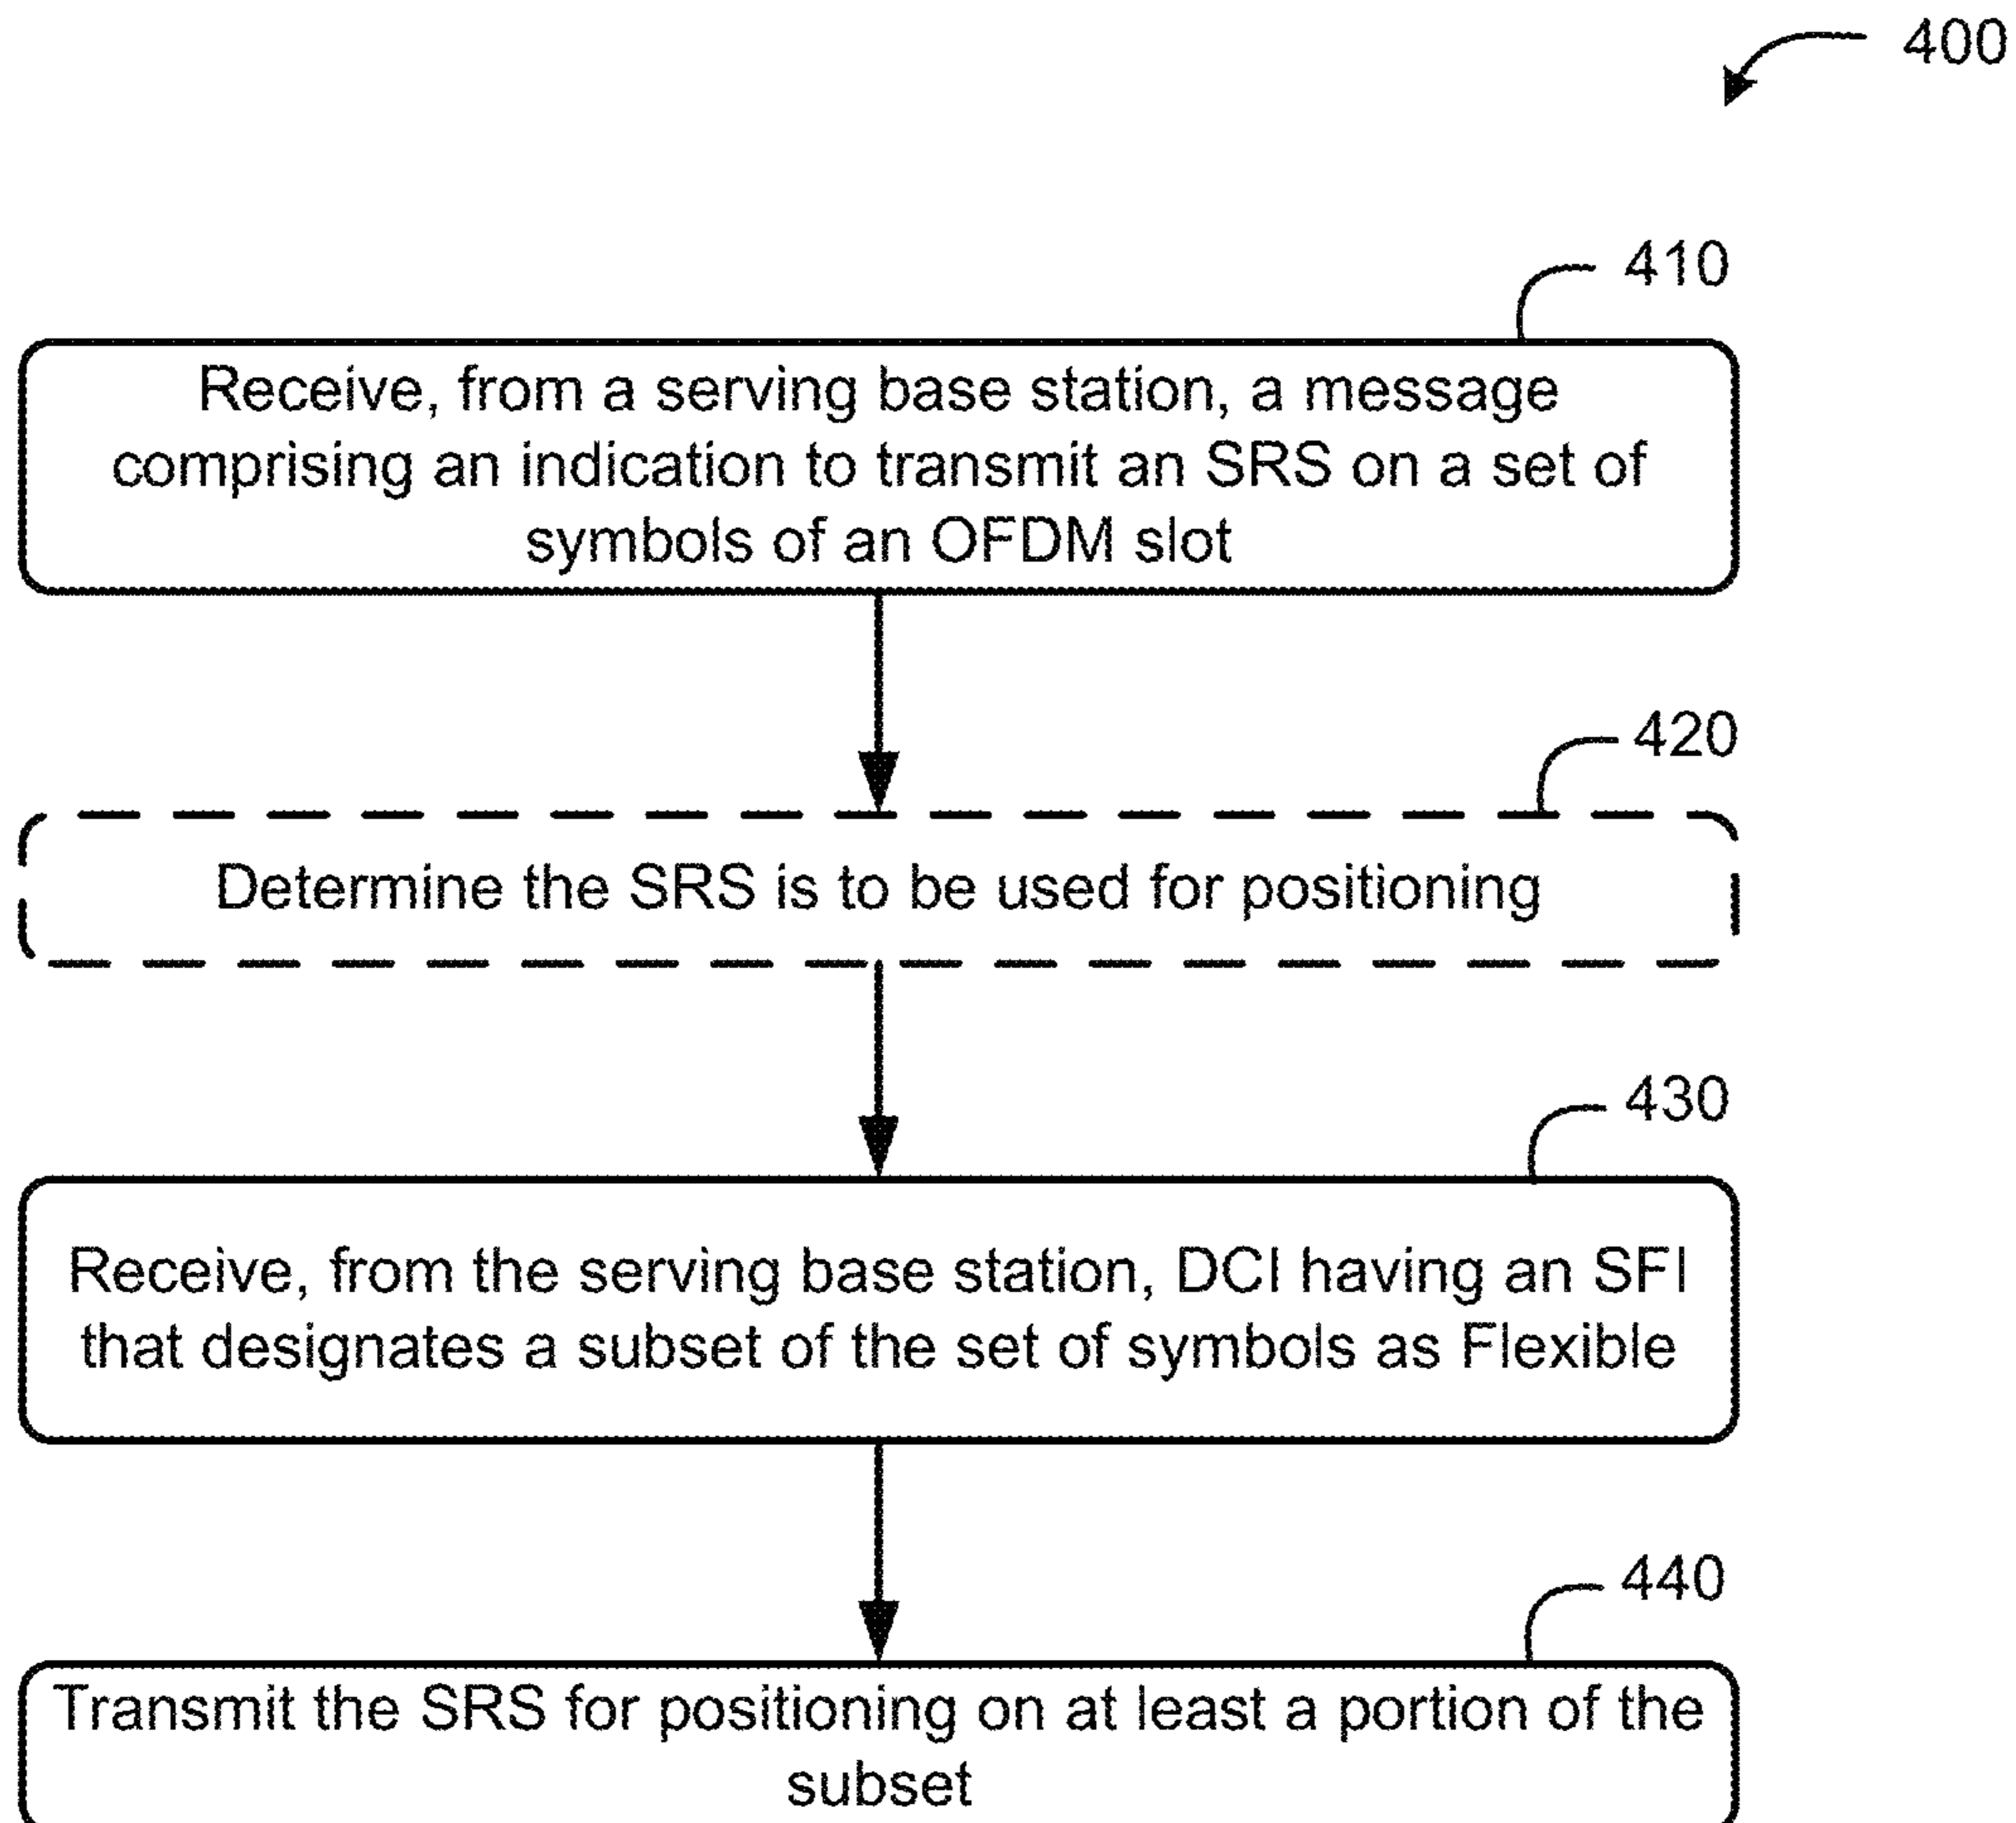 400
410
Receive, from a serving base station, a message
comprising an indication to transmit an SRS on a set of
symbols of an OFDM slot
420
Determine the SRS is to be used for positioning
430
Receive, from the serving base station, DCI having an SFI
that designates a subset of the set of symbols as Flexible
440
Transmit the SRS for positioning on at least a portion of the
subset